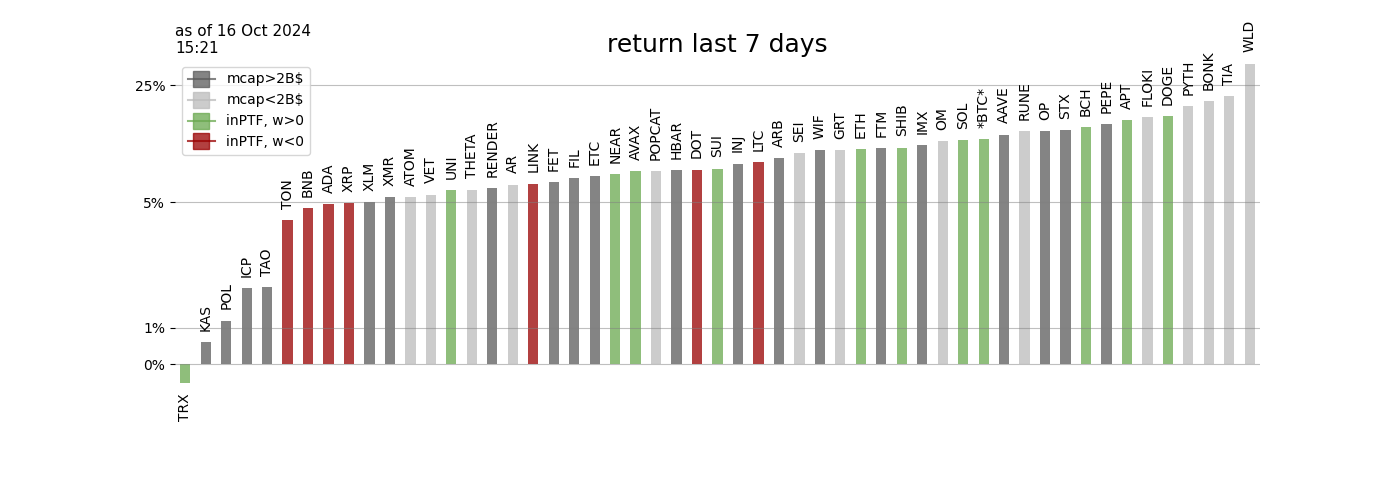 as of 16 Oct 2024
15:21
return last 7 days
mcap>2B$
mcap<2B$
inPTF, w>0
inPTF, w<0
25%
5%
1%
0%
TRX
KAS
POL
ICP
TAO
TON
BNB
ADA
XRP
XLM
XMR
ATOM
VET
UNI
THETA
RENDER
AR
LINK
FET
FIL
ETC
NEAR
AVAX
POPCAT
HBAR
DOT
SUI
INJ
LTC
ARB
SEI
WIF
GRT
ETH
FTM
SHIB
IMX
OM
SOL
*BTC*
AAVE
RUNE
OP
STX
BCH
PEPE
APT
FLOKI
DOGE
PYTH
BONK
TIA
WLD